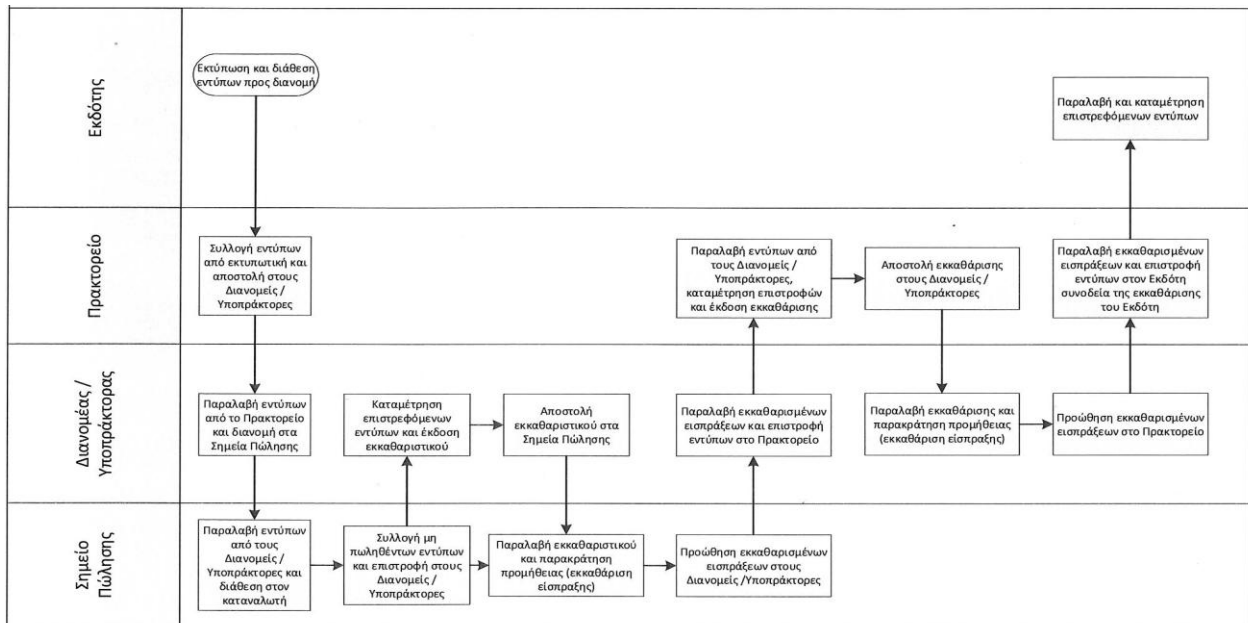 Εκδότης
Εκτύπωση και διάθεση
εντύπων προς διανομή
Παραλαβή και καταμέτρηση
επιστρεφόμενων εντύπων
Πρακτορείο
Συλλογή εντύπων
από εκτυπωτική και
αποστολή στους
Διανομείς /
Υποπράκτορες
Παραλαβή εντύπων από
τους Διανομείς /
Υποπράκτορες,
καταμέτρηση επιστροφών
και έκδοση εκκαθάρισης
Αποστολή εκκαθάρισης
στους Διανομείς /
Υποπράκτορες
Παραλαβή εκκαθαρισμένων
εισπράξεων και επιστροφή
εντύπων στον Εκδότη
συνοδεία της εκκαθάρισης
του Εκδότη
Διανομέας /
Υποπράκτορας
Παραλαβή εντύπων
από το Πρακτορείο
και διανομή στα
Σημεία Πώλησης
Καταμέτρηση
επιστρεφόμενων
εντύπων και έκδοση
εκκαθαριστικού
Αποστολή
εκκαθαριστικού στα
Σημεία Πώλησης
Παραλαβή εκκαθαρισμένων
εισπράξεων και επιστροφή
εντύπων στο Πρακτορείο
Παραλαβή εκκαθάρισης και
παρακράτηση προμήθειας
(εκκαθάριση είσπραξης)
Προώθηση εκκαθαρισμένων
εισπράξεων στο Πρακτορείο
Σημείο
Πώλησης
Παραλαβή εντύπων
από τους
Διανομείς /
Υποπράκτορες και
διάθεση στον
καταναλωτή
Συλλογή μη
πωληθέντων εντύπων
και επιστροφή στους
Διανομείς /
Υποπράκτορες
Παραλαβή εκκαθαριστικού
και παρακράτηση
προμήθειας (εκκαθάριση
είσπραξης)
Προώθηση εκκαθαρισμένων
εισπράξεων στους
Διανομείς /Υποπράκτορες